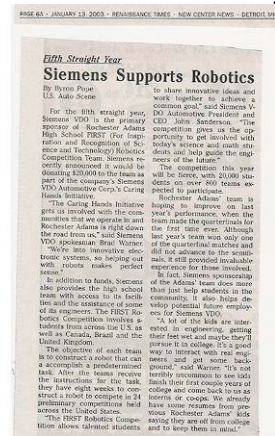 PAGE 6A - JANUARY 13, 2003 - RENAISSANCE TIMES - NEW CENTER NEWS - DETROIT,
Fifth Straight Year
Siemens Supports Robotics
By Byron Pope
U.S. Auto Scene
For the fifth straight year,
Siemens VDO is the primary
sponsor of Rochester Adams
High School FIRST (For Inspi-
ration and Recognition of Sci-
ence and Technology) Robotics
Competition Team. Siemens re-
cently announced it would be
donating $20,000 to the team as
part of the company's Siemens
VDO Automotive Corp.'s Caring
Hands Initiative.
"The Caring Hands Initiative
gets us involved with the com-
munities that we operate in and
Rochester Adams is right down
the road from us," said Siemens
VDO spokesman Brad Warner.
"We're into innovative elec-
tronic systems, so helping out
with robots makes perfect
sense."
In addition to funds, Siemens
also provides the high school
team with access to its facili-
ties and the assistance of some
of its engineers. The FIRST Ro-
botics Competition involves
students from across the U.S. as
well as Canada, Brazil and the
United Kingdom.
The objective of each team
is to construct a robot that can
accomplish a predetermined
task. After the teams receive
the instructions for the task,
they have eight weeks to con-
struct a robot to compete in 24
preliminary competitions held
across the United States.
"The FIRST Robotics Compe-
tition allows talented students
to share innovative ideas and
work together to achieve a
common goal," said Siemens V-
DO Automotive President and
CEO John Sanderson. "The
competition gives us the op-
portunity to get involved with
today's science and math stu-
dents and help guide the engi-
neers of the future."
The competition this year
will be fierce, with 20,000 stu-
dents on over 800 teams ex-
pected to participate.
Rochester Adams' team is
hoping to improve on last
year's performance, when the
team made the quarterfinals for
the first time ever. Although
last year's team won only one
of the quarterfinal matches and
did not advance to the semifi-
nals, it still provided invaluable
experience for those involved.
In fact, Siemens sponsorship
of the Adams' team does more
than just help students in the
community, it also helps de-
velop potential future employ-
ees for Siemens VDO.
"A lot of the kids are inter-
ested in engineering, getting
their feet wet and maybe they'll
pursue it in college. It's a good
way to interact with real engi-
neers and get some back-
ground," said Warner. "It's not
terribly uncommon to see kids
finish their first couple years of
college and come back to us as
interns or co-ops. We already
have some resumes from pre-
vious Rochester Adams' kids
saying they are off from college
and to keep them in mind."